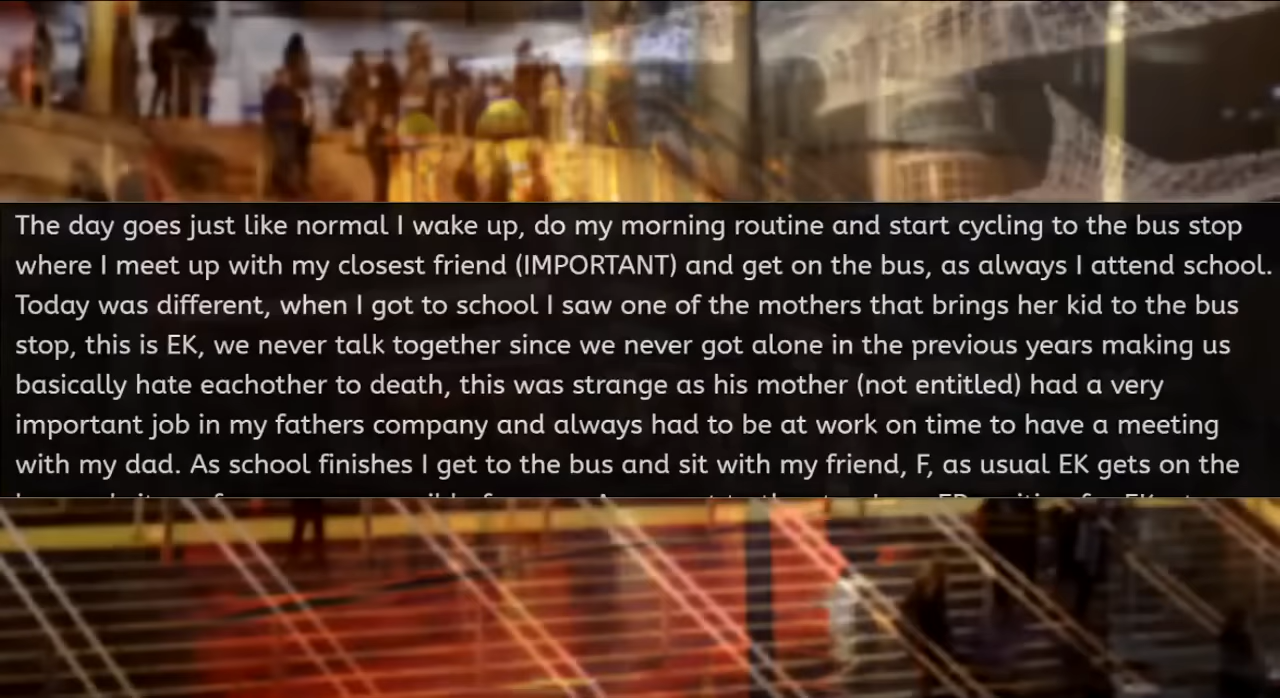 The day goes just like normal I wake up, do my morning routine and start cycling to the bus stop
where I meet up with my closest friend (IMPORTANT) and get on the bus, as always I attend school.
Today was different, when I got to school I saw one of the mothers that brings her kid to the bus
stop, this is EK, we never talk together since we never got alone in the previous years making us
basically hate eachother to death, this was strange as his mother (not entitled) had a very
important job in my fathers company and always had to be at work on time to have a meeting
with my dad. As school finishes I get to the bus and sit with my friend, F, as usual EK gets on the